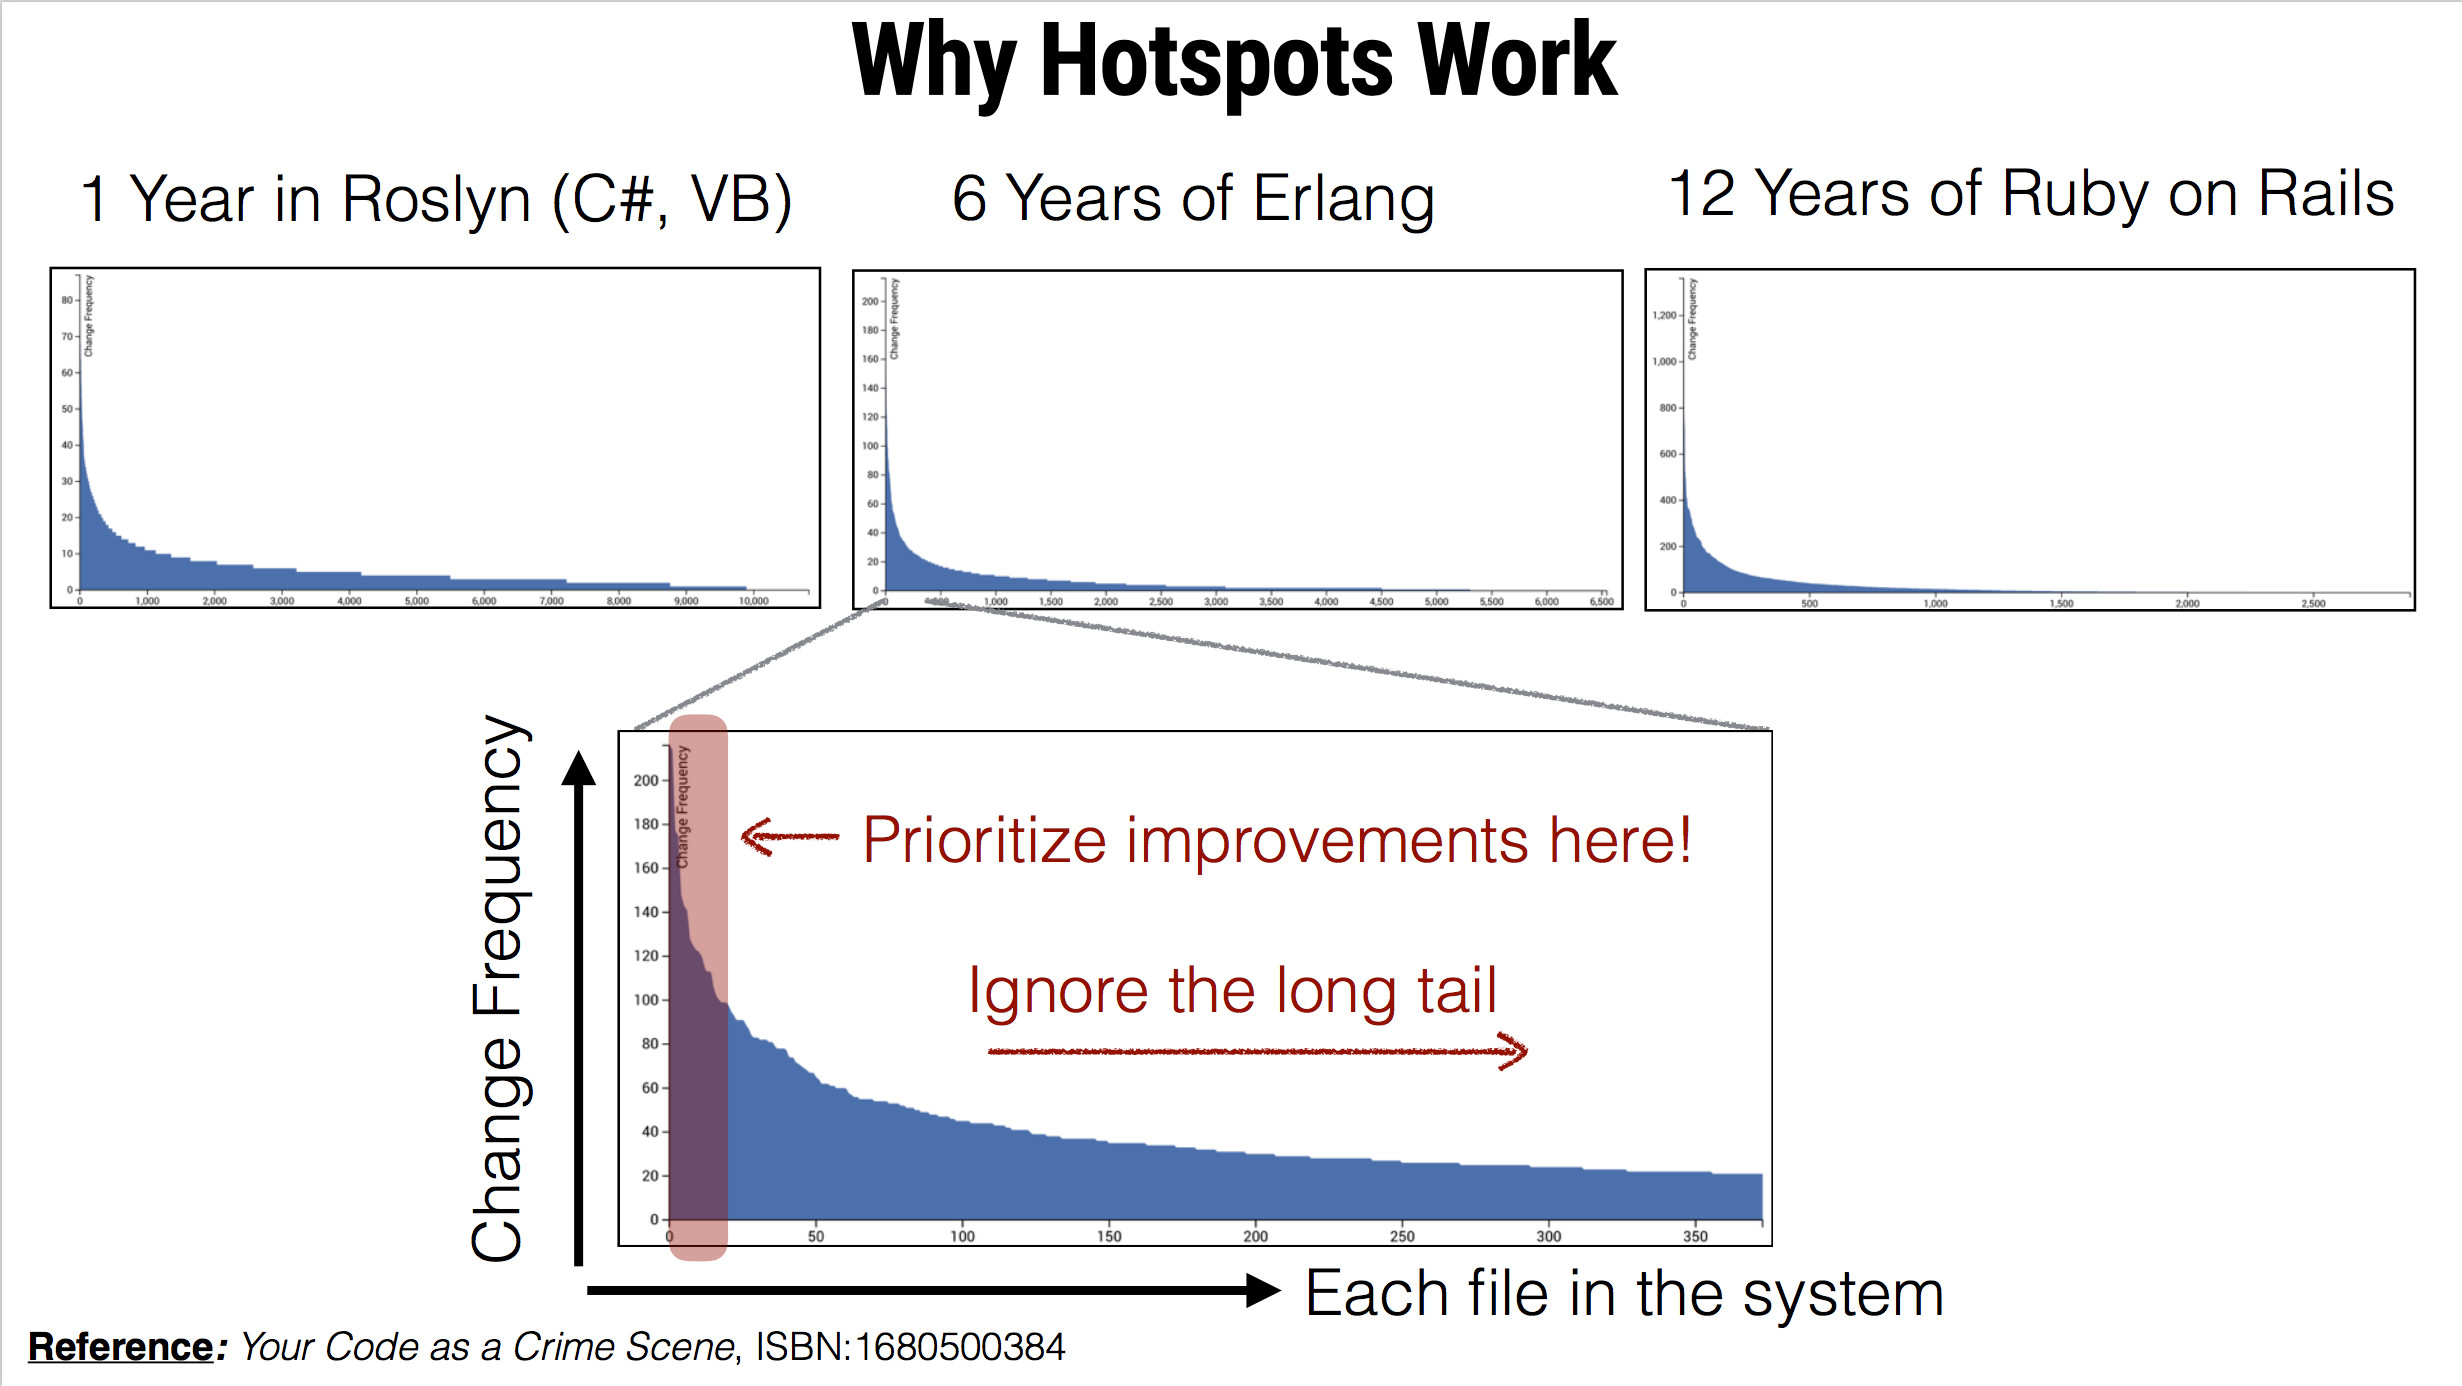 Why Hotspots Work
1 Year in Roslyn (C#, VB)
6 Years of Erlang
12 Years of Ruby on Rails
Change Frequency
80
70
60
50
40
30
20
10
0
0 1,000 2,000 3,000 4,000 5,000 6,000 7,000 8,000 9,000 10,000
Change Frequency
200
180
160
140
120
100
80
60
40
20
0
0 500 1,000 1,500 2,000 2,500 3,000 3,500 4,000 4,500 5,000 5,500 6,000 6,500
Change Frequency
1,200
1,000
800
600
400
200
0
0 500 1,000 1,500 2,000 2,500
Change Frequency
Change Frequency
200
180
160
140
120
100
80
60
40
20
0
0 50 100 150 200 250 300 350
Prioritize improvements here!
Ignore the long tail
Each file in the system
Reference: Your Code as a Crime Scene, ISBN:1680500384